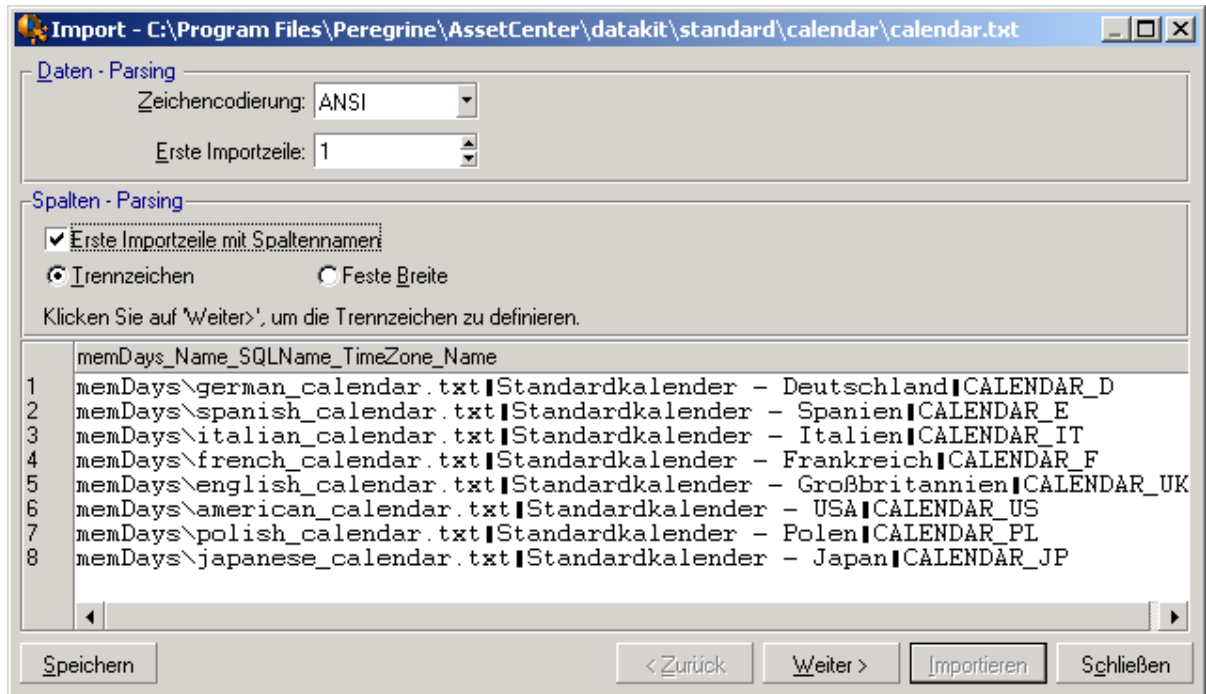 Import - C:\Program Files\Peregrine\AssetCenter\datakit\standard\calendar\calendar.txt
Daten - Parsing
Zeichencodierung: ANSI
Erste Importzeile: 1
Spalten - Parsing
Erste Importzeile mit Spaltennamen
Trennzeichen Feste Breite
Klicken Sie auf 'Weiter>', um die Trennzeichen zu definieren.
memDays_Name_SQLName_TimeZone_Name
1 memDays\german_calendar.txt❚Standardkalender - Deutschland❚CALENDAR_D
2 memDays\spanish_calendar.txt❚Standardkalender - Spanien❚CALENDAR_E
3 memDays\italian_calendar.txt❚Standardkalender - Italien❚CALENDAR_IT
4 memDays\french_calendar.txt❚Standardkalender - Frankreich❚CALENDAR_F
5 memDays\english_calendar.txt❚Standardkalender - Großbritannien❚CALENDAR_UK
6 memDays\american_calendar.txt❚Standardkalender - USA❚CALENDAR_US
7 memDays\polish_calendar.txt❚Standardkalender - Polen❚CALENDAR_PL
8 memDays\japanese_calendar.txt❚Standardkalender - Japan❚CALENDAR_JP
Speichern < Zurück Weiter > Importieren Schließen